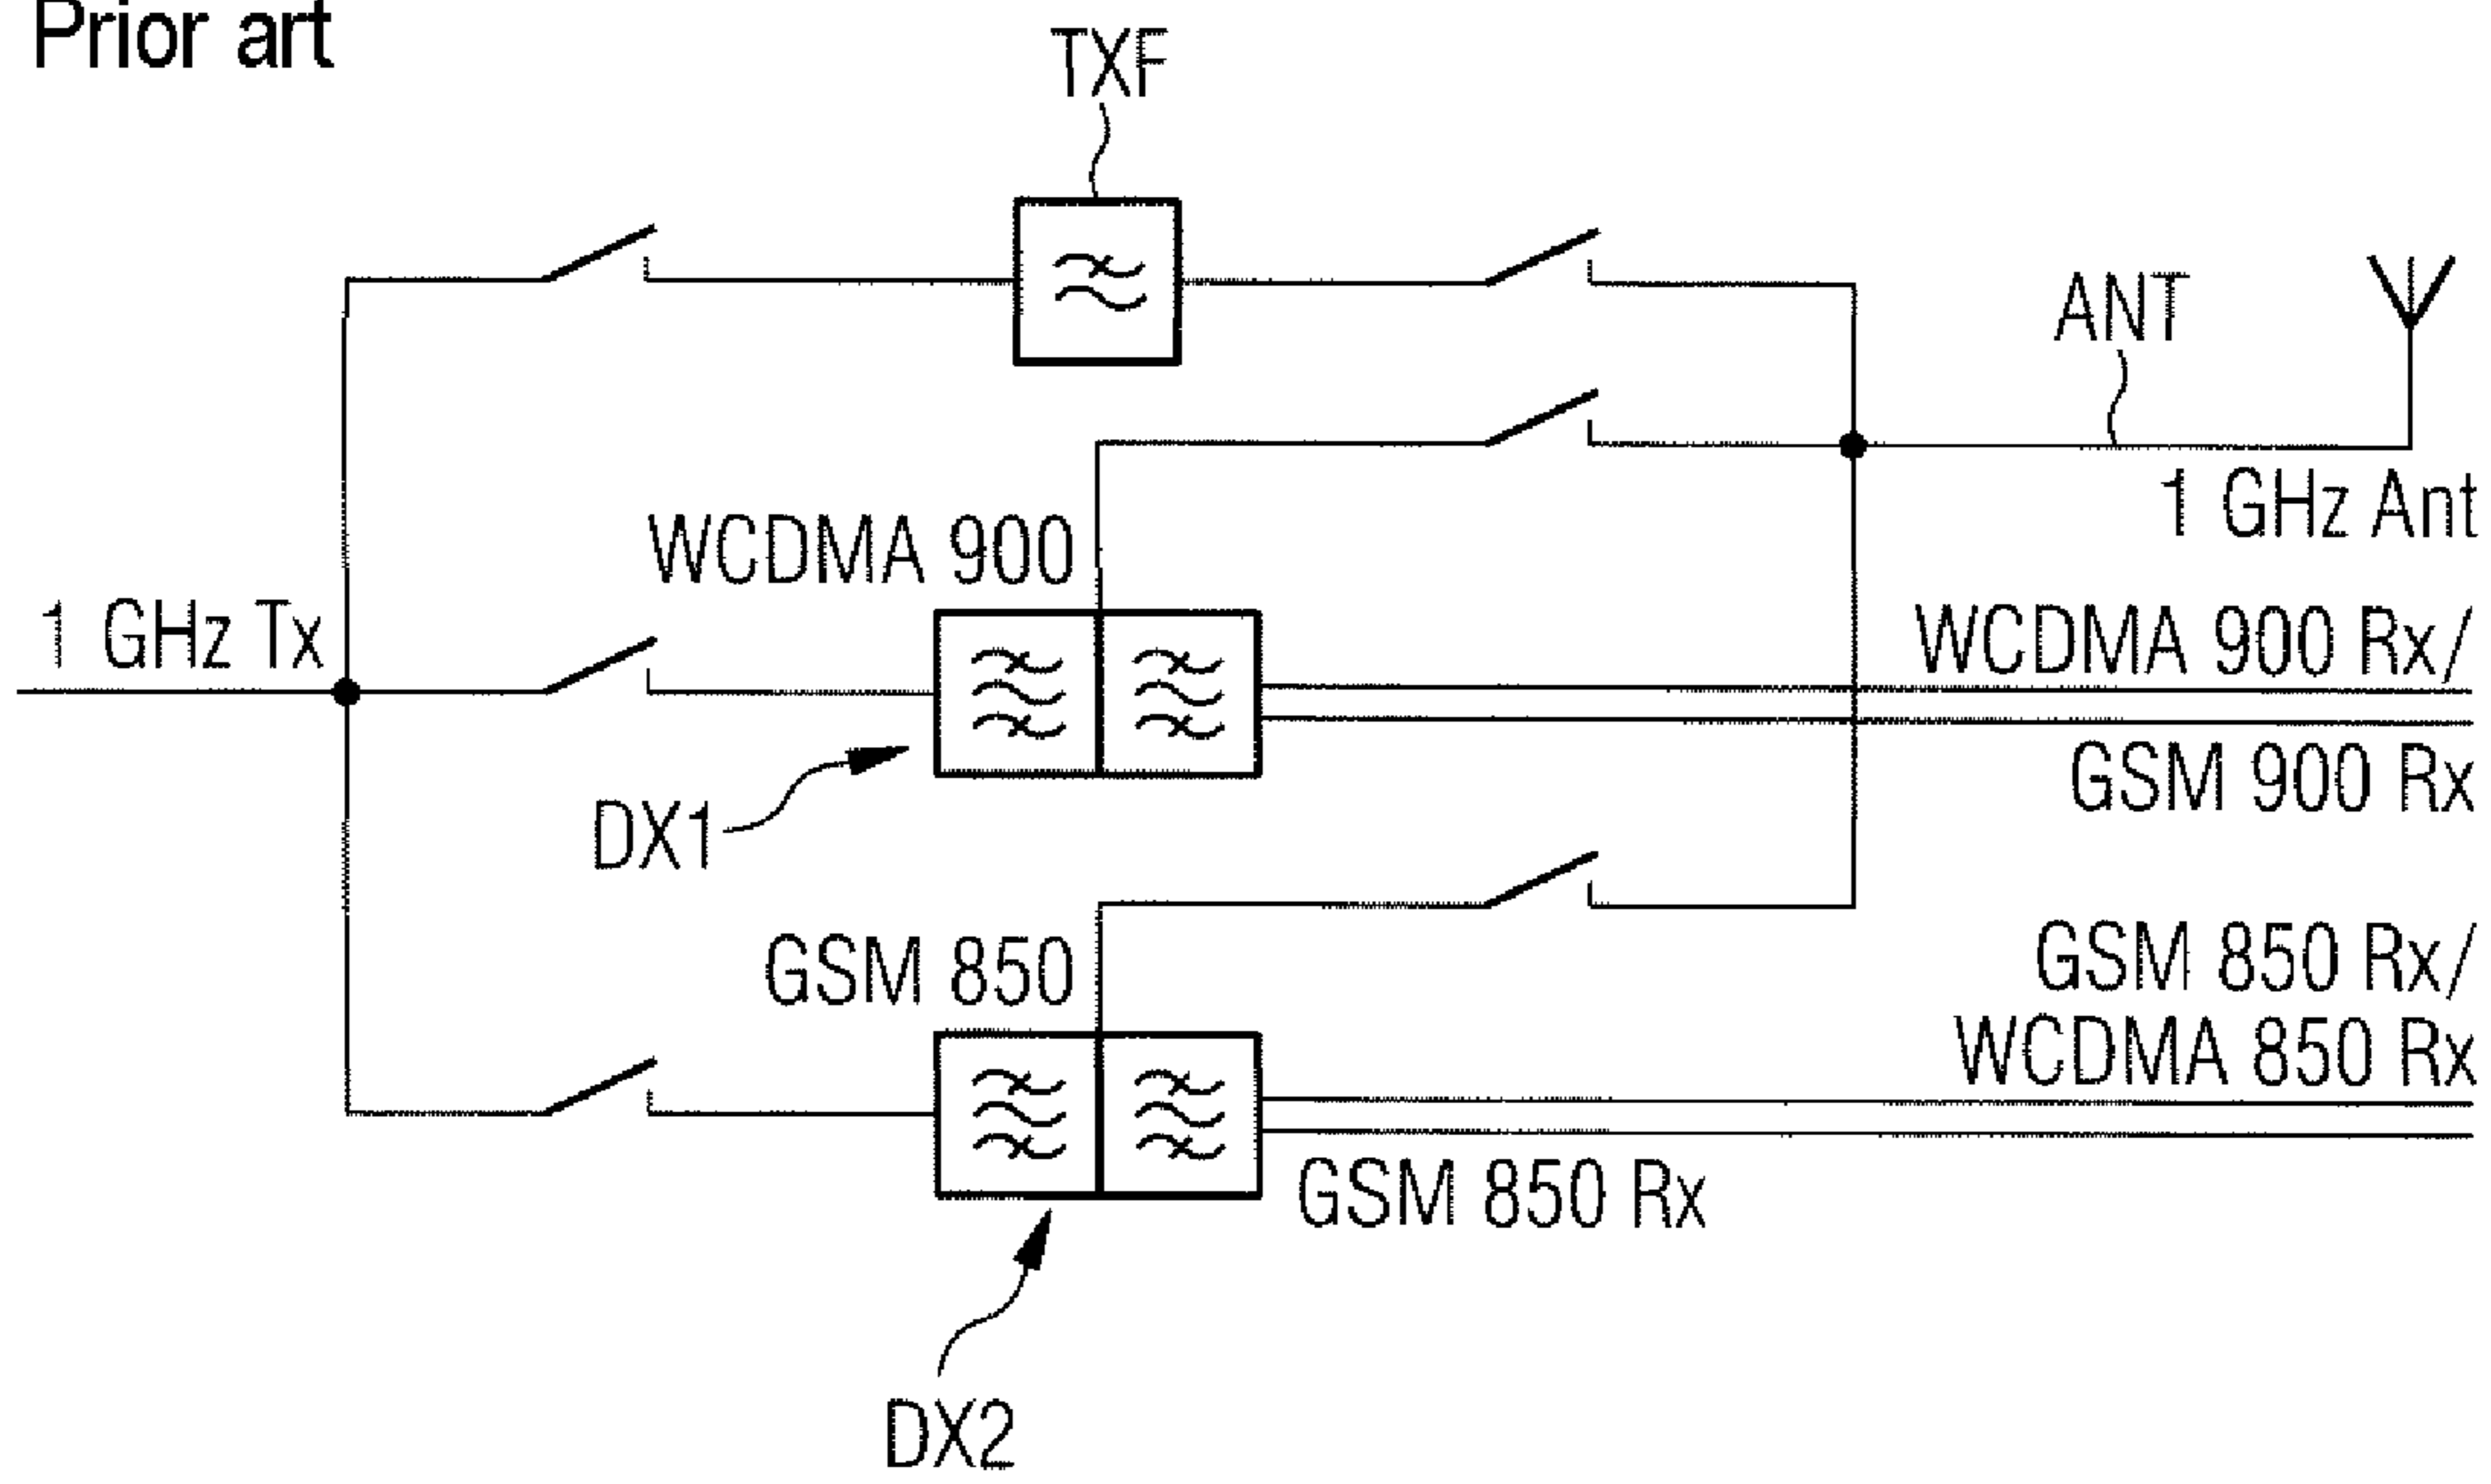 Prior art
TXF
ANT
1 GHz Ant
WCDMA 900
1 GHz Tx
WCDMA 900 Rx/
GSM 900 Rx
DX1
GSM 850
GSM 850 Rx/
WCDMA 850 Rx
GSM 850 Rx
DX2